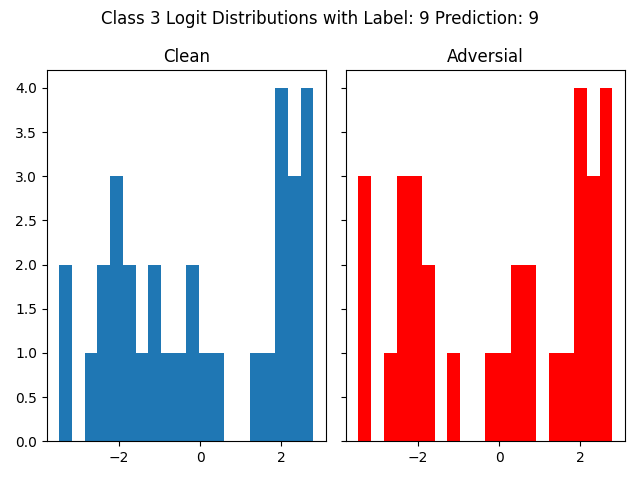 Class 3 Logit Distributions with Label: 9 Prediction: 9
Clean
Adversial
4.0
3.5
3.0
2.5
2.0
1.5
1.0
0.5
0.0
−2 0 2
−2 0 2